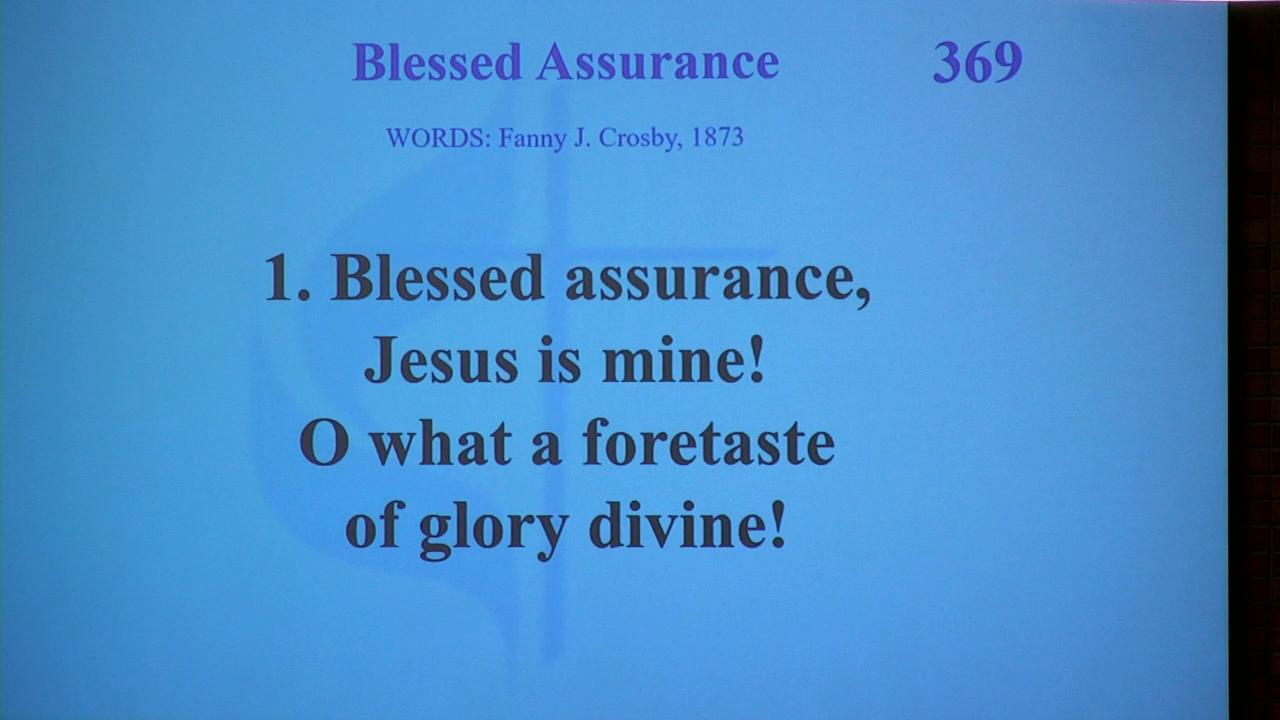 Blessed Assurance 369
WORDS: Fanny J. Crosby, 1873
1. Blessed assurance,
Jesus is mine!
O what a foretaste
of glory divine!